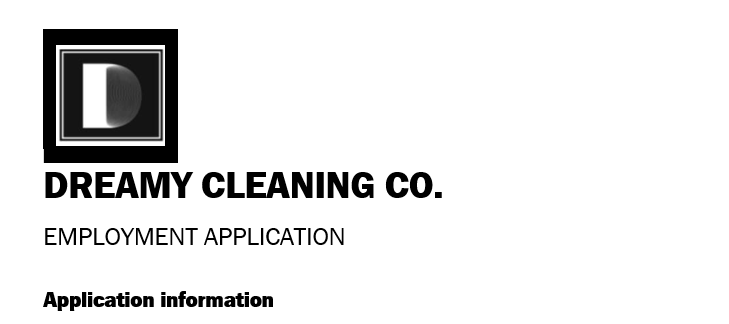 D
DREAMY CLEANING CO.
EMPLOYMENT APPLICATION
Application information